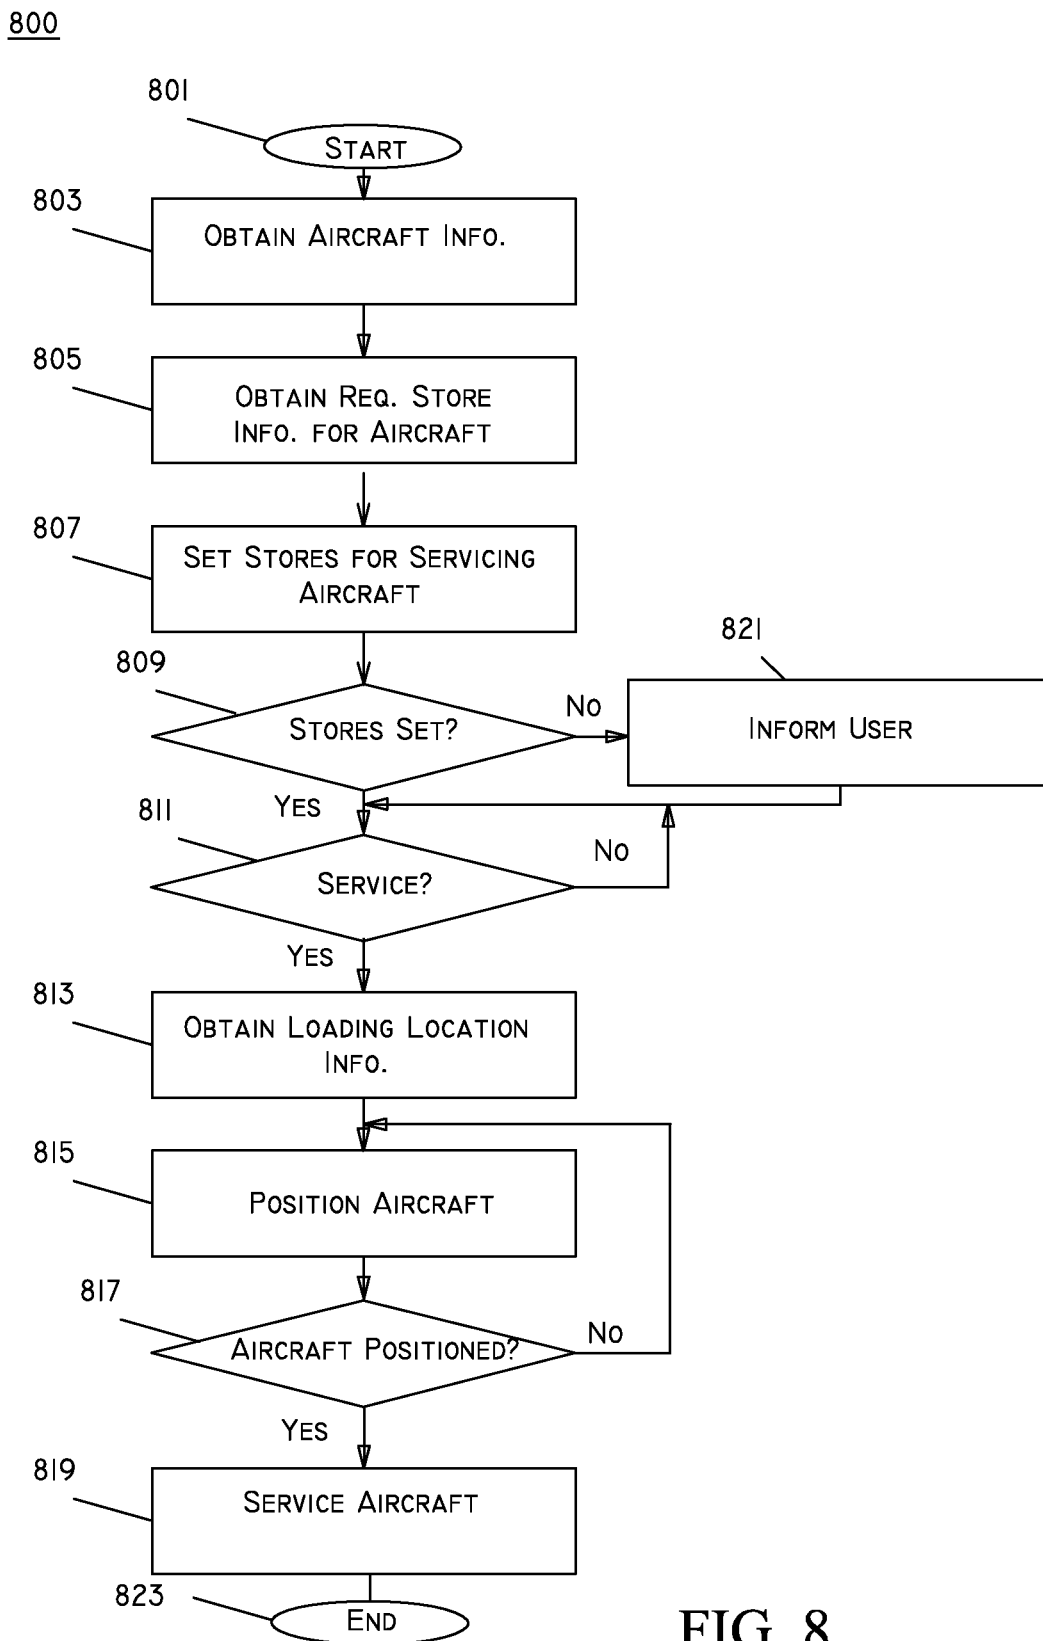 800
801
START
803
OBTAIN AIRCRAFT INFO.
805
OBTAIN REQ. STORE
INFO. FOR AIRCRAFT
807
SET STORES FOR SERVICING
AIRCRAFT
809
STORES SET?
NO
821
INFORM USER
YES
811
SERVICE?
NO
YES
813
OBTAIN LOADING LOCATION
INFO.
815
POSITION AIRCRAFT
817
AIRCRAFT POSITIONED?
NO
YES
819
SERVICE AIRCRAFT
823
END
FIG. 8